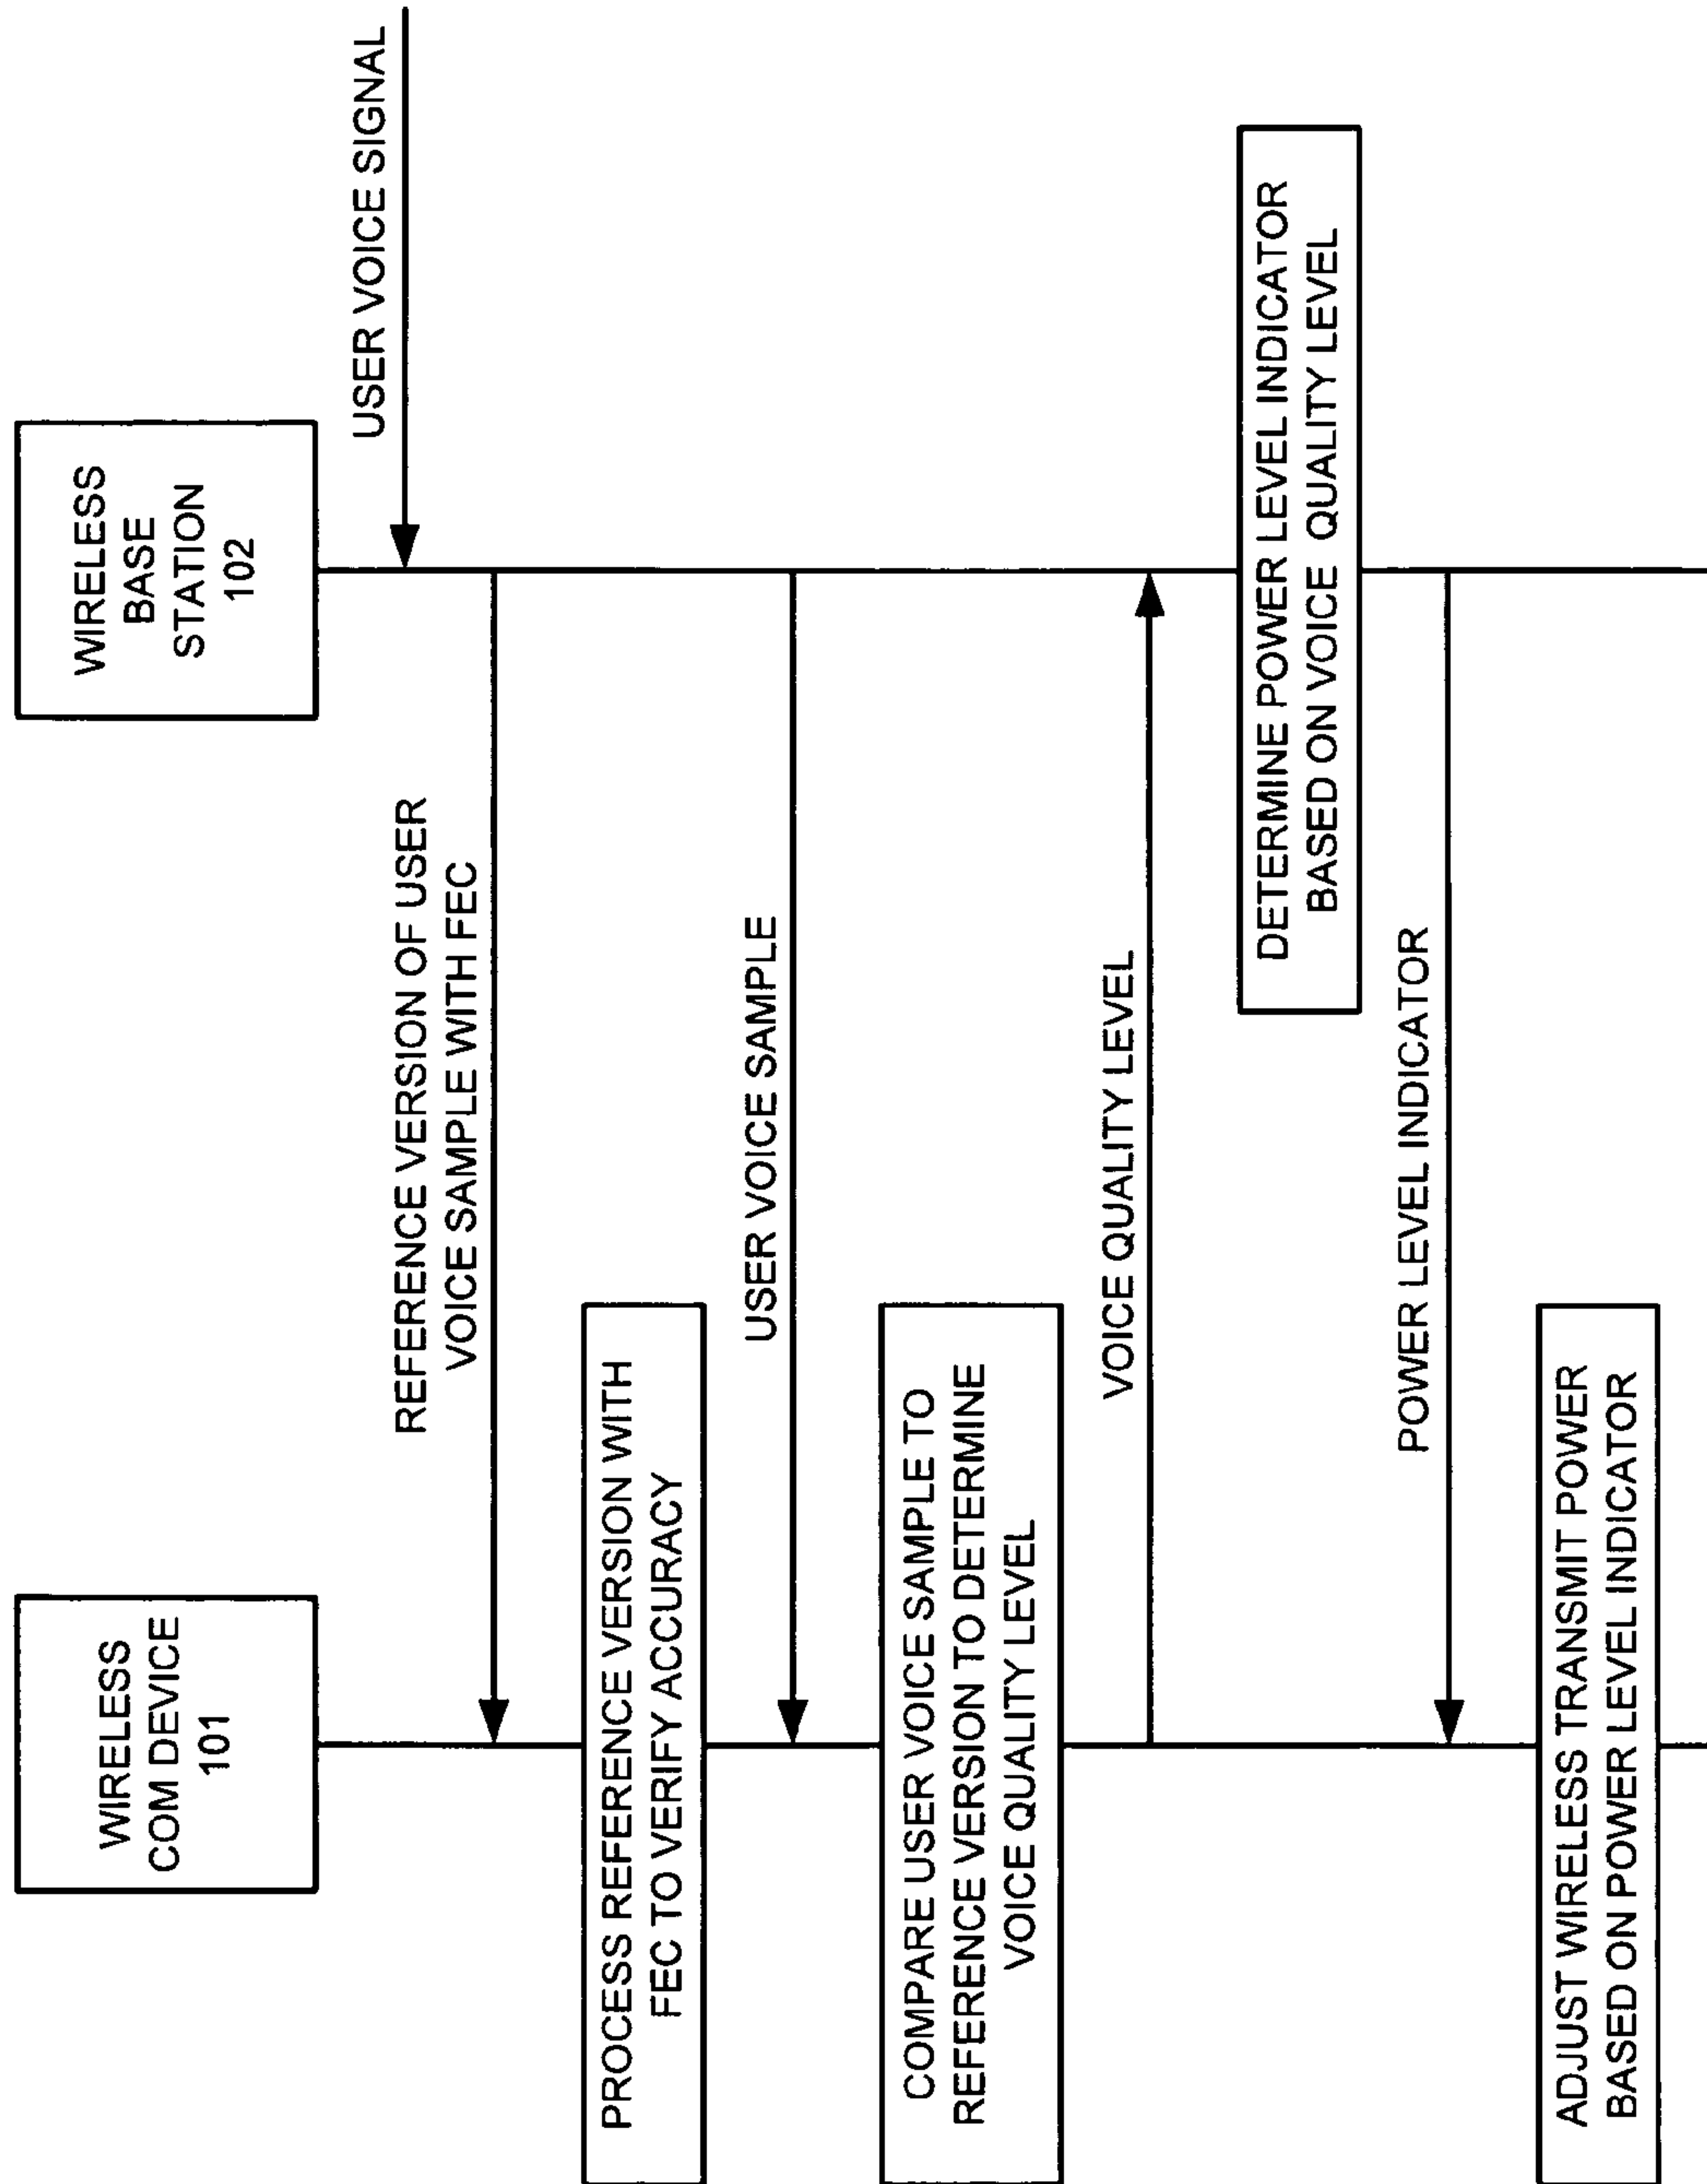 WIRELESS
COM DEVICE
101
WIRELESS
BASE
STATION
102
USER VOICE SIGNAL
REFERENCE VERSION OF USER
VOICE SAMPLE WITH FEC
PROCESS REFERENCE VERSION WITH
FEC TO VERIFY ACCURACY
USER VOICE SAMPLE
COMPARE USER VOICE SAMPLE TO
REFERENCE VERSION TO DETERMINE
VOICE QUALITY LEVEL
VOICE QUALITY LEVEL
DETERMINE POWER LEVEL INDICATOR
BASED ON VOICE QUALITY LEVEL
POWER LEVEL INDICATOR
ADJUST WIRELESS TRANSMIT POWER
BASED ON POWER LEVEL INDICATOR